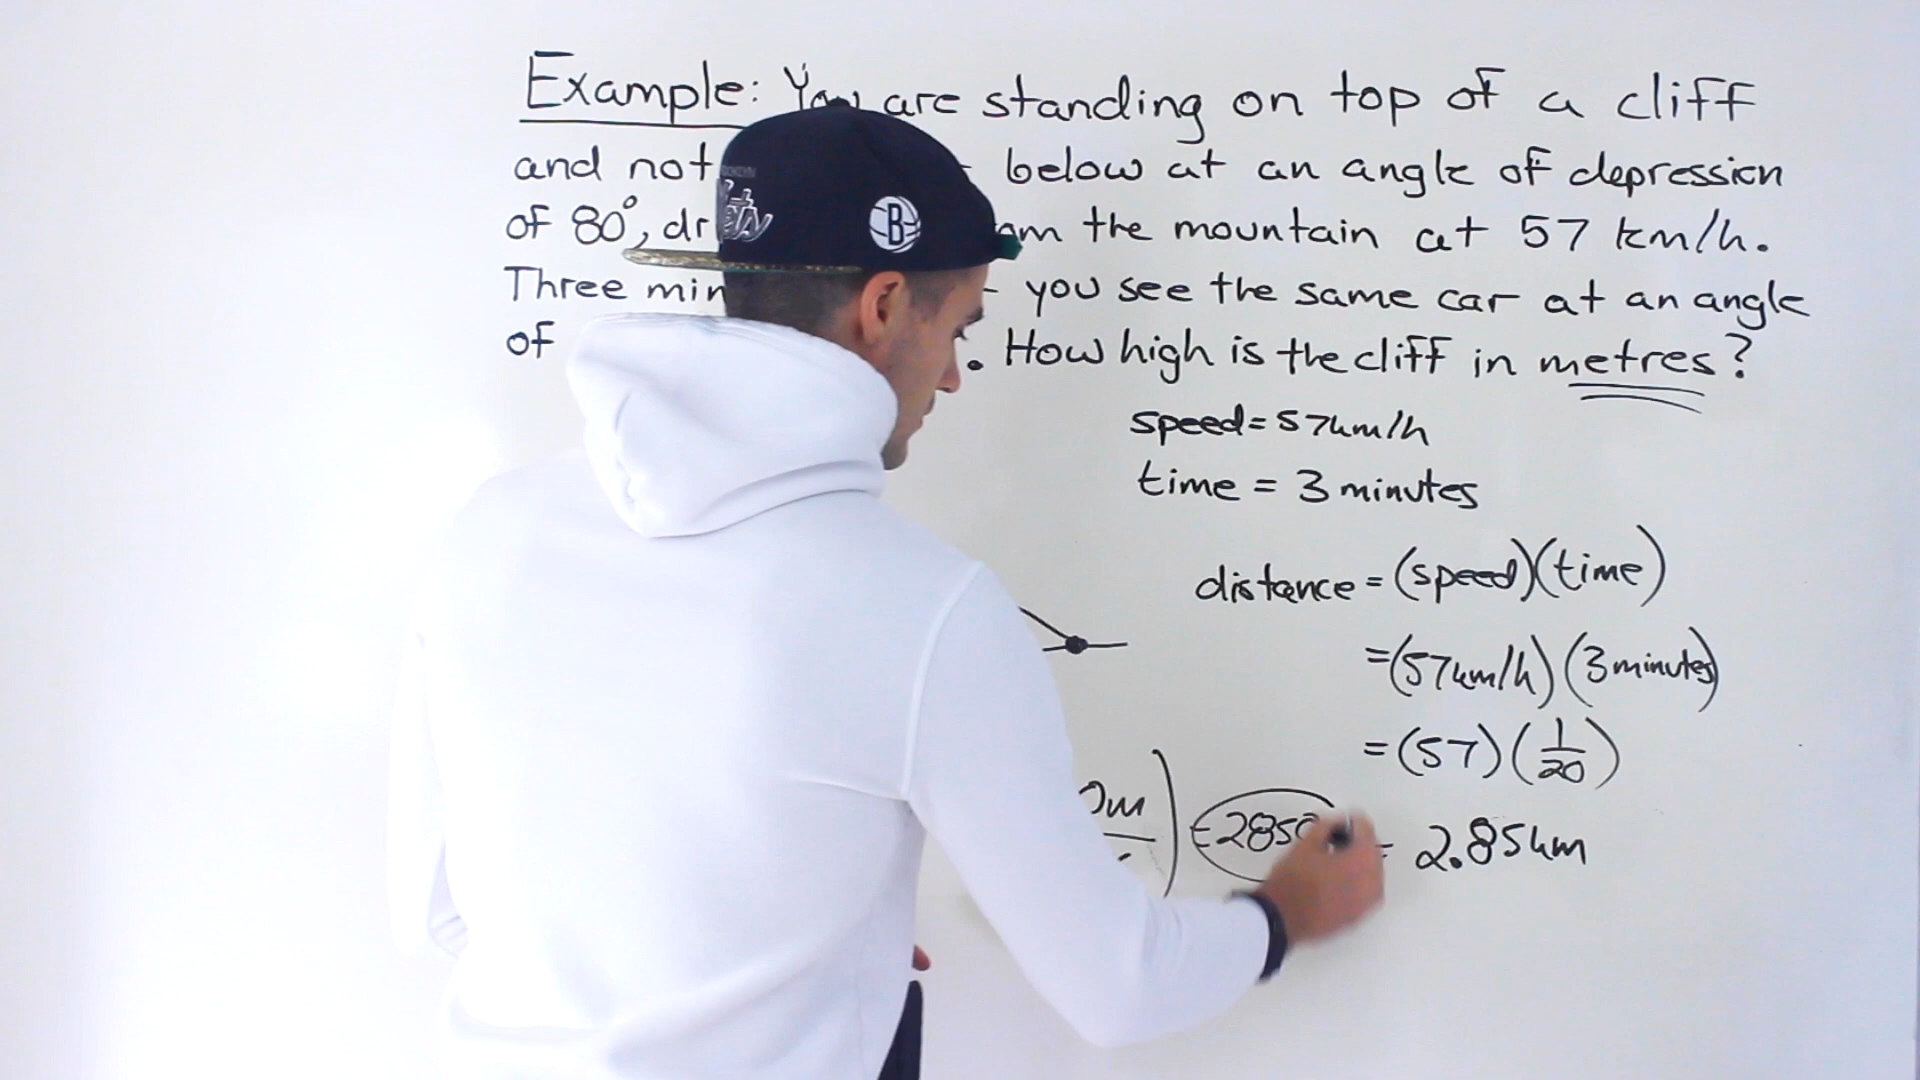 Example: You are standing on top of a cliff
and not below at an angle of depression
of 80°, dr the mountain at 57 km/h.
Three min you see the same car at an angle
of . How high is the cliff in metres?
speed = 57km/h
time = 3 minutes
distance = (speed)(time)
= (57km/h)(3 minutes)
= (57)(1/20)
0m ) = 2850
= 2.85km
B